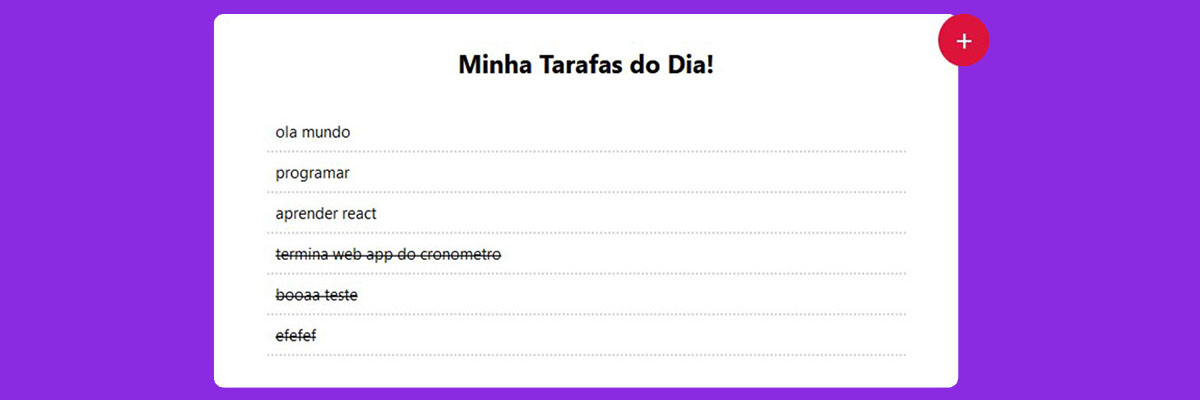 Minha Tarafas do Dia!
+
ola mundo
programar
aprender react
termina web app do cronometro
booaa teste
efefef